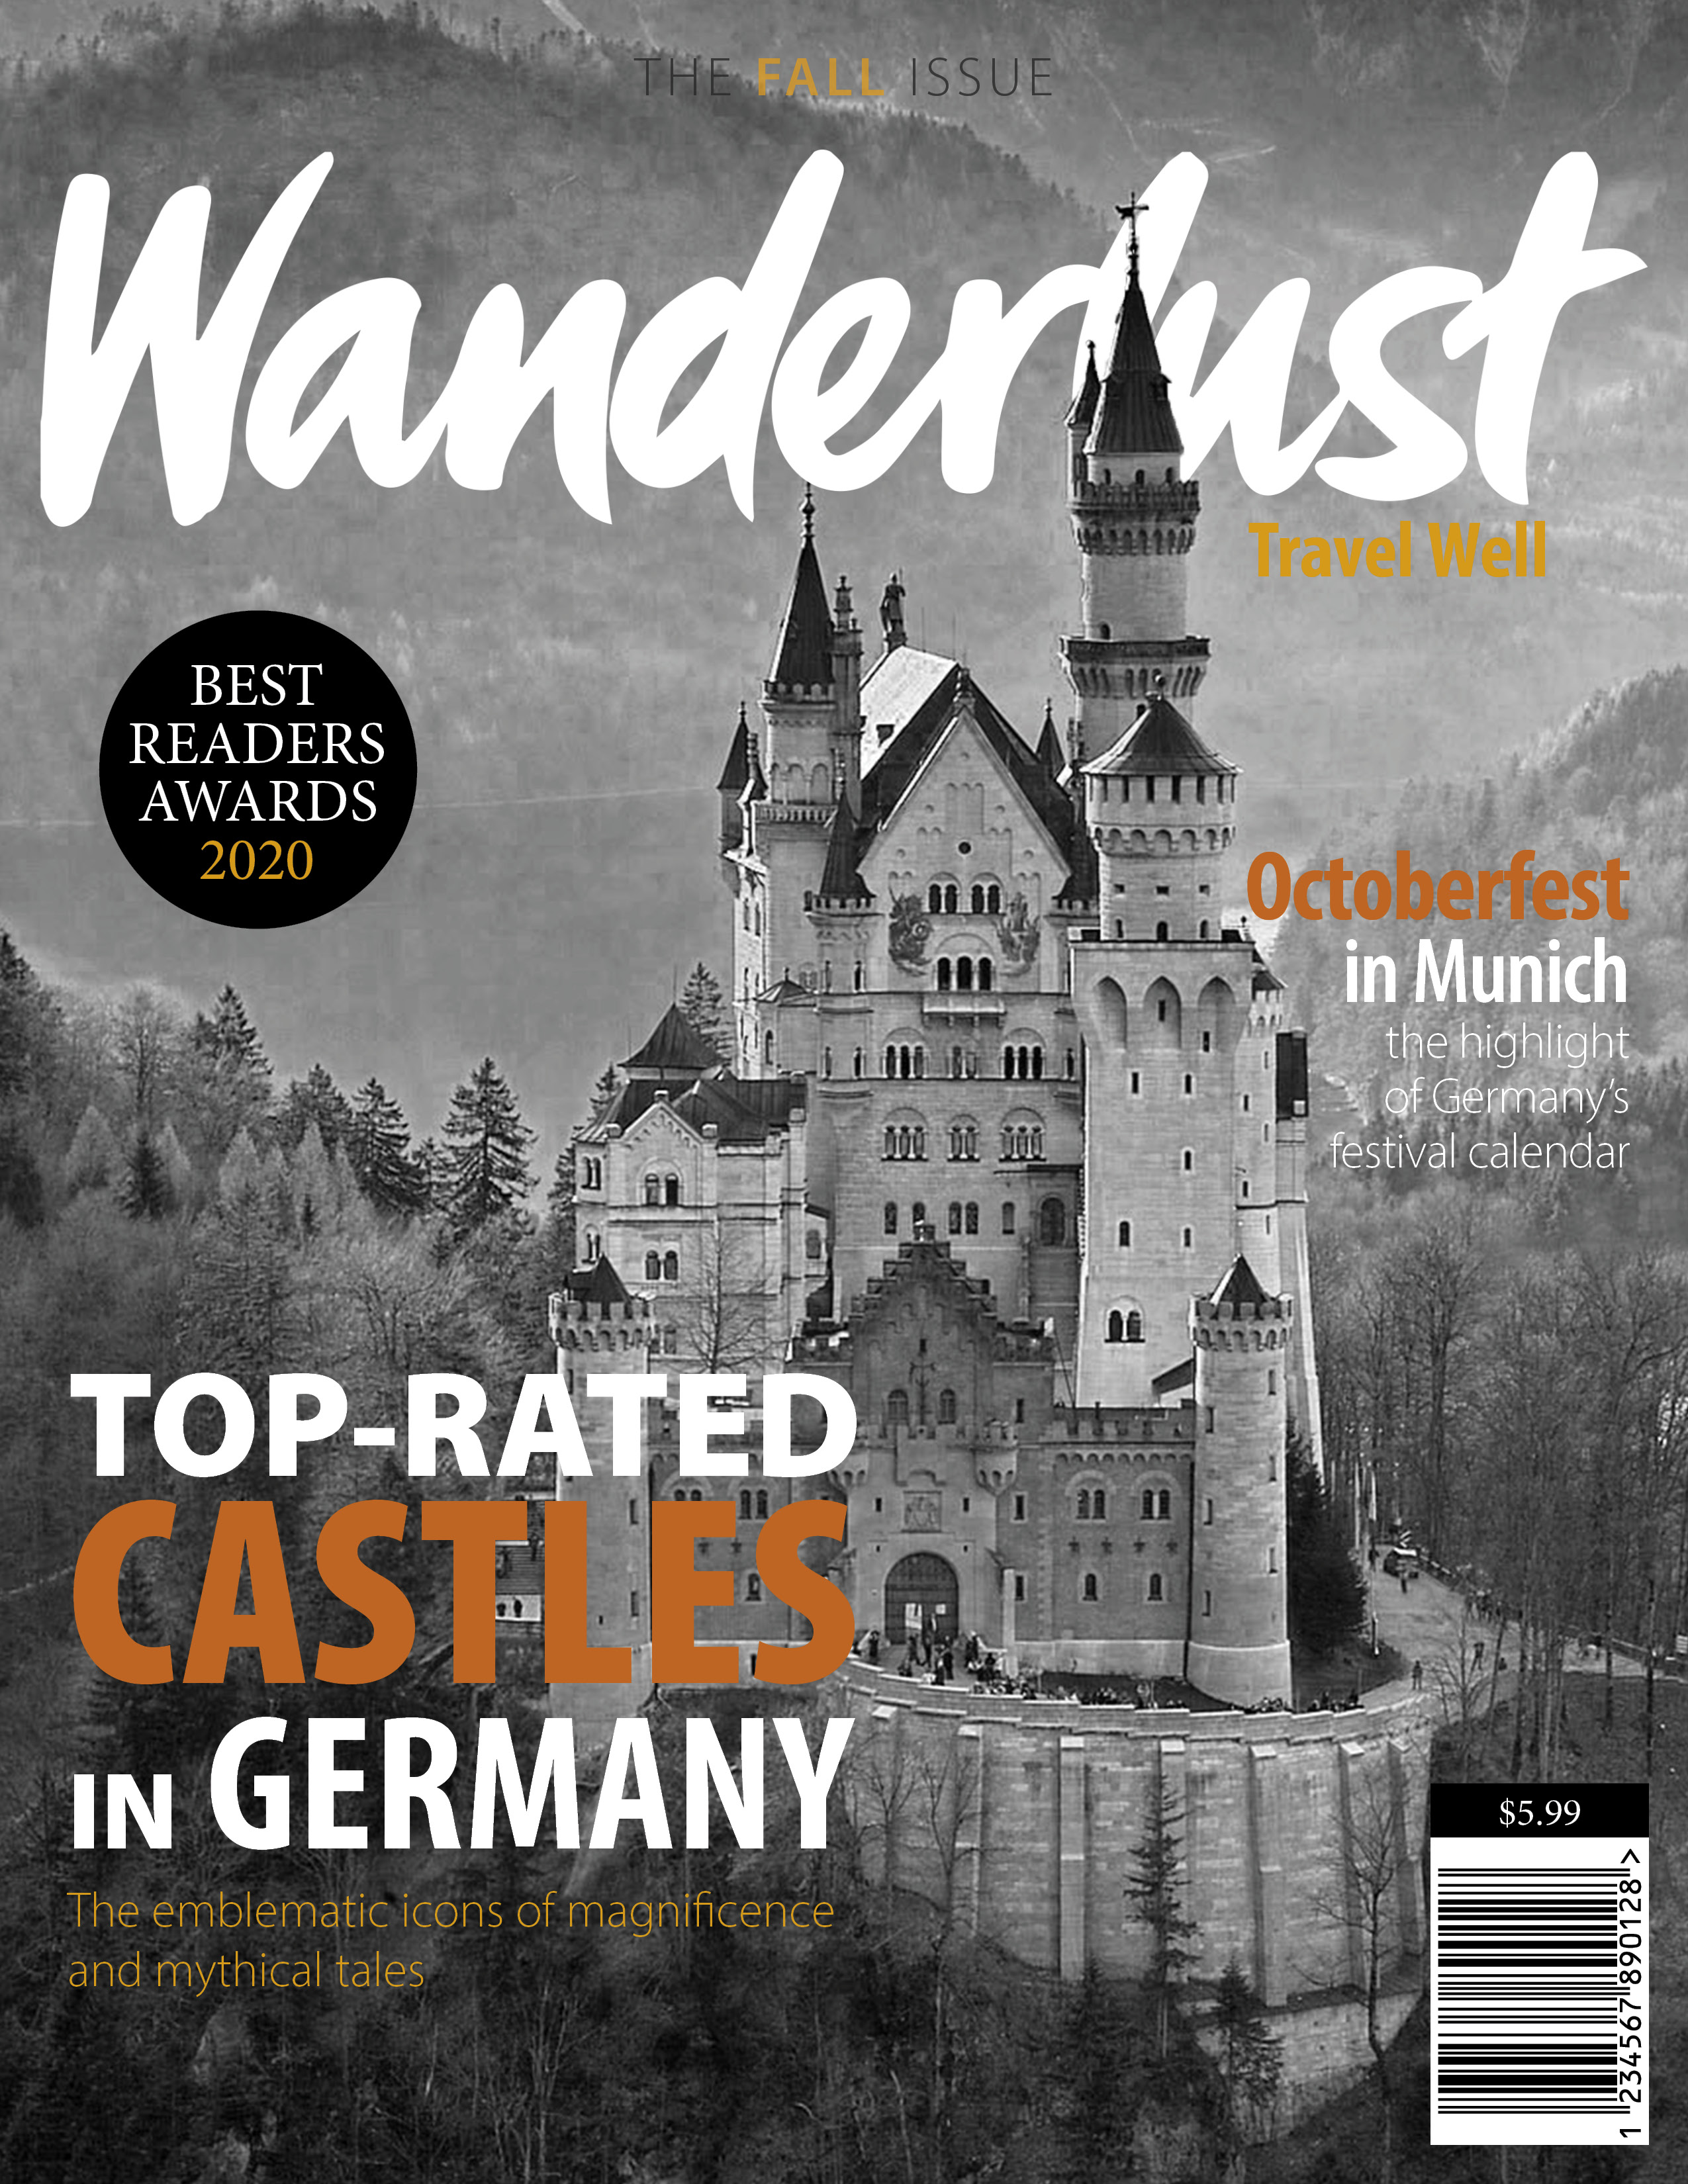 THE FALL ISSUE
Wanderlust
Travel Well
BEST
READERS
AWARDS
2020
Octoberfest
in Munich
the highlight
of Germany's
festival calendar
TOP-RATED
CASTLES
IN GERMANY
The emblematic icons of magnificence
and mythical tales
$5.99
1 234567 890128 >